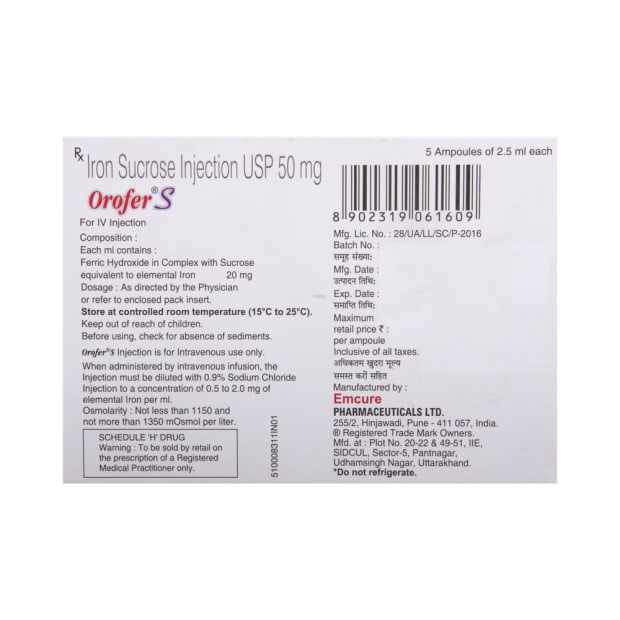 Rx Iron Sucrose Injection USP 50 mg
Orofer® S
For IV Injection
Composition :
Each ml contains :
Ferric Hydroxide in Complex with Sucrose
equivalent to elemental Iron 20 mg
Dosage : As directed by the Physician
or refer to enclosed pack insert.
Store at controlled room temperature (15°C to 25°C).
Keep out of reach of children.
Before using, check for absence of sediments.
Orofer® S Injection is for Intravenous use only.
When administered by intravenous infusion, the
Injection must be diluted with 0.9% Sodium Chloride
Injection to a concentration of 0.5 to 2.0 mg of
elemental Iron per ml.
Osmolarity : Not less than 1150 and
not more than 1350 mOsmol per liter.
SCHEDULE 'H' DRUG
Warning : To be sold by retail on
the prescription of a Registered
Medical Practitioner only.
510008311IN01
5 Ampoules of 2.5 ml each
8 902319 061609
Mfg. Lic. No. : 28/UA/LL/SC/P-2016
Batch No. :
समूह संख्या:
Mfg. Date :
उत्पादन तिथि:
Exp. Date :
समाप्ति तिथि:
Maximum
retail price ₹ :
per ampoule
Inclusive of all taxes.
अधिकतम खुदरा मूल्य
समस्त करों सहित
Manufactured by :
Emcure
PHARMACEUTICALS LTD.
255/2, Hinjawadi, Pune - 411 057, India.
® Registered Trade Mark Owners.
Mfd. at : Plot No. 20-22 & 49-51, IIE,
SIDCUL, Sector-5, Pantnagar,
Udhamsingh Nagar, Uttarakhand.
*Do not refrigerate.